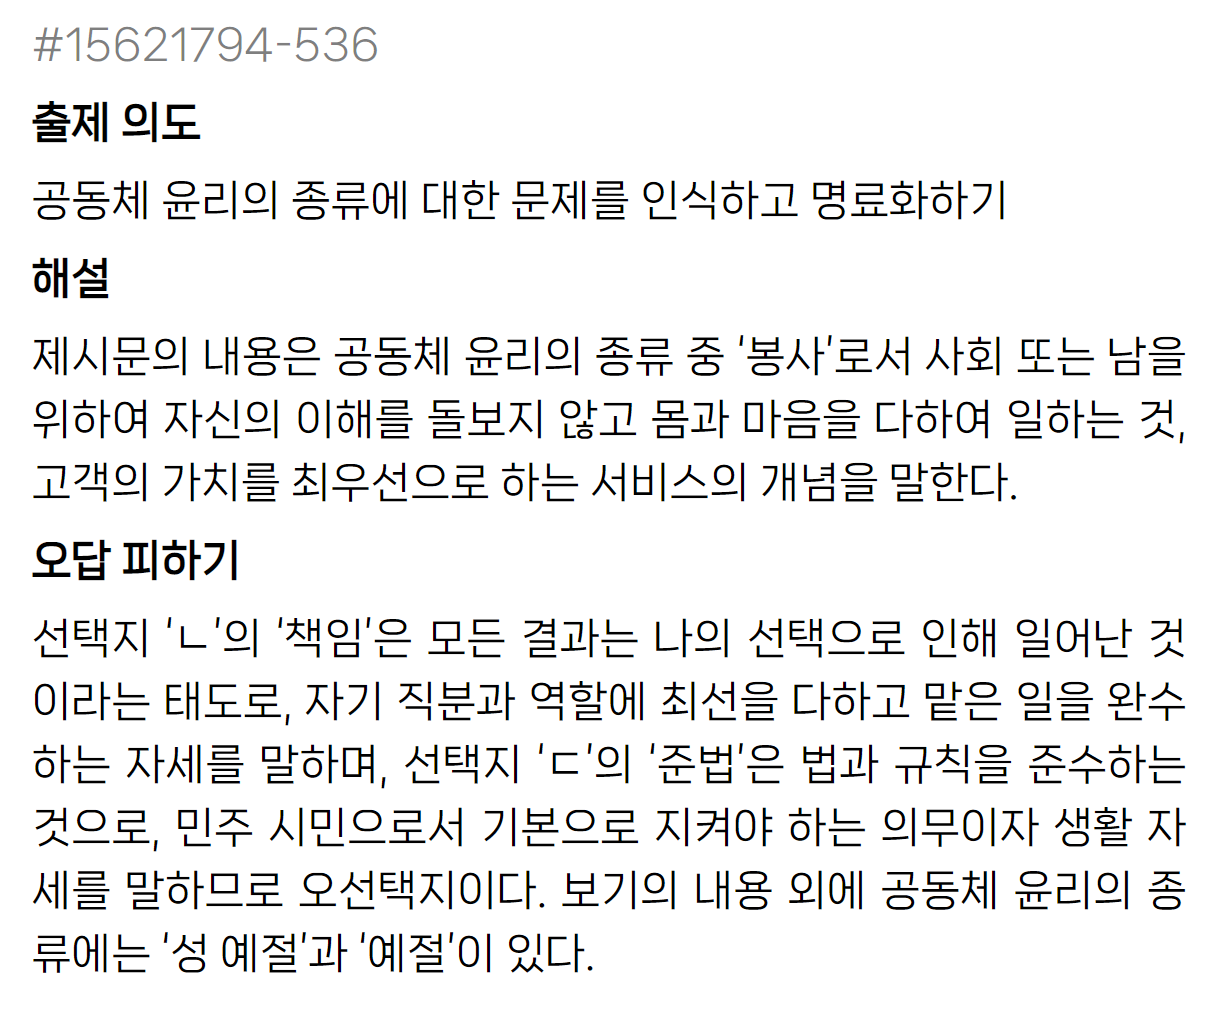 #15621794-536
출제 의도
공동체 윤리의 종류에 대한 문제를 인식하고 명료화하기
해설
제시문의 내용은 공동체 윤리의 종류 중 '봉사'로서 사회 또는 남을
위하여 자신의 이해를 돌보지 않고 몸과 마음을 다하여 일하는 것,
고객의 가치를 최우선으로 하는 서비스의 개념을 말한다.
오답 피하기
선택지 'ㄴ'의 '책임'은 모든 결과는 나의 선택으로 인해 일어난 것
이라는 태도로, 자기 직분과 역할에 최선을 다하고 맡은 일을 완수
하는 자세를 말하며, 선택지 'ㄷ'의 '준법'은 법과 규칙을 준수하는
것으로, 민주 시민으로서 기본으로 지켜야 하는 의무이자 생활 자
세를 말하므로 오선택지이다. 보기의 내용 외에 공동체 윤리의 종
류에는 '성 예절'과 '예절'이 있다.